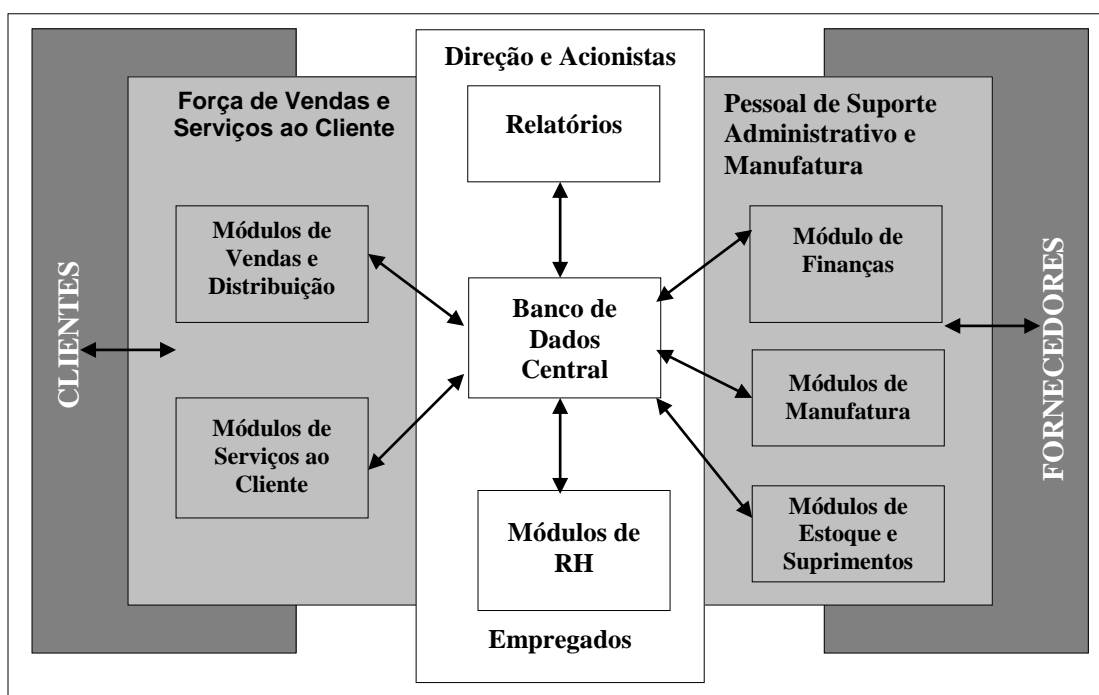 Direção e Acionistas
Relatórios
Força de Vendas e
Serviços ao Cliente
Pessoal de Suporte
Administrativo e
Manufatura
CLIENTES
Módulos de
Vendas e
Distribuição
Módulos de
Serviços ao
Cliente
Banco de
Dados
Central
Módulos de
RH
Empregados
Módulo de
Finanças
Módulos de
Manufatura
Módulos de
Estoque e
Suprimentos
FORNECEDORES